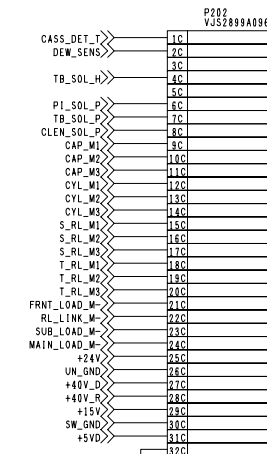 P202
VJS2899A096
CASS_DET_T 1C
DEW_SENS 2C
3C
TB_SOL_H 4C
5C
PI_SOL_P 6C
TB_SOL_P 7C
CLEN_SOL_P 8C
CAP_M1 9C
CAP_M2 10C
CAP_M3 11C
CYL_M1 12C
CYL_M2 13C
CYL_M3 14C
S_RL_M1 15C
S_RL_M2 16C
S_RL_M3 17C
T_RL_M1 18C
T_RL_M2 19C
T_RL_M3 20C
FRNT_LOAD_M- 21C
RL_LINK_M- 22C
SUB_LOAD_M- 23C
MAIN_LOAD_M- 24C
+24V 25C
UN_GND 26C
+40V_D 27C
+40V_R 28C
+15V 29C
SW_GND 30C
+5VD 31C
32C